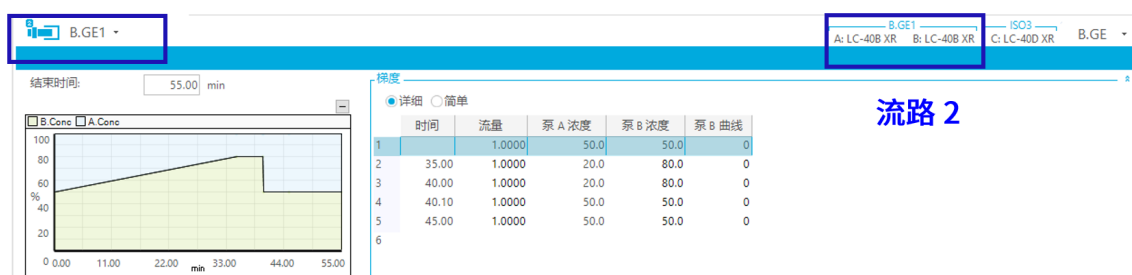 2
B.GE1
B.GE1 ISO3
A: LC-40B XR B: LC-40B XR C: LC-40D XR B.GE
结束时间: 55.00 min
梯度
详细 简单
流路 2
B.Conc A.Conc
时间 流量 泵 A 浓度 泵 B 浓度 泵 B 曲线
1 1.0000 50.0 50.0 0
2 35.00 1.0000 20.0 80.0 0
3 40.00 1.0000 20.0 80.0 0
4 40.10 1.0000 50.0 50.0 0
5 45.00 1.0000 50.0 50.0 0
6
100
80
60
%
40
20
0 0.00 11.00 22.00 min 33.00 44.00 55.00